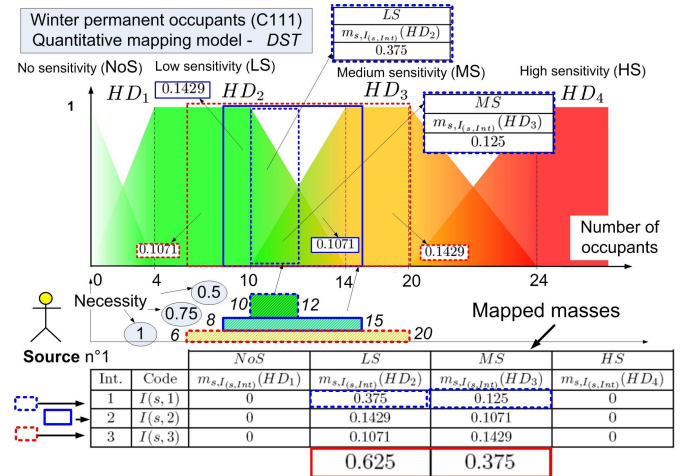 Winter permanent occupants (C111)
Quantitative mapping model - DST
LS
m_{s,I_{(s,Int)}}(HD_2)
0.375
No sensitivity (NoS)
Low sensitivity (LS)
Medium sensitivity (MS)
High sensitivity (HS)
HD_1
0.1429
HD_2
HD_3
HD_4
MS
m_{s,I_{(s,Int)}}(HD_3)
0.125
1
0.1071
0.1071
0.1429
Number of
occupants
0 4 10 14 20 24
Necessity
0.5
0.75
1
10 12
8 15
6 20
Source n°1
Mapped masses
NoS LS MS HS
Int. Code m_{s,I_{(s,Int)}}(HD_1) m_{s,I_{(s,Int)}}(HD_2) m_{s,I_{(s,Int)}}(HD_3) m_{s,I_{(s,Int)}}(HD_4)
1 I(s, 1) 0 0.375 0.125 0
2 I(s, 2) 0 0.1429 0.1071 0
3 I(s, 3) 0 0.1071 0.1429 0
0.625 0.375